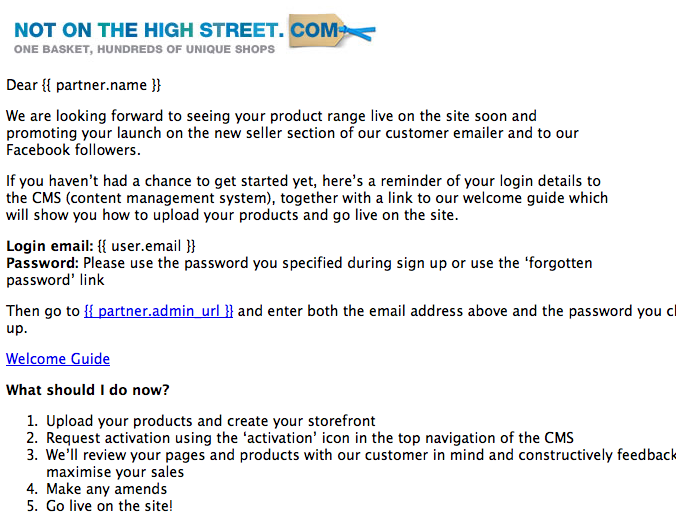 NOT ON THE HIGH STREET. COM
ONE BASKET, HUNDREDS OF UNIQUE SHOPS
Dear {{ partner.name }}
We are looking forward to seeing your product range live on the site soon and
promoting your launch on the new seller section of our customer emailer and to our
Facebook followers.
If you haven’t had a chance to get started yet, here’s a reminder of your login details to
the CMS (content management system), together with a link to our welcome guide which
will show you how to upload your products and go live on the site.
Login email: {{ user.email }}
Password: Please use the password you specified during sign up or use the ‘forgotten
password’ link
Then go to {{ partner.admin_url }} and enter both the email address above and the password you
up.
Welcome Guide
What should I do now?
1. Upload your products and create your storefront
2. Request activation using the ‘activation’ icon in the top navigation of the CMS
3. We’ll review your pages and products with our customer in mind and constructively feedback
maximise your sales
4. Make any amends
5. Go live on the site!